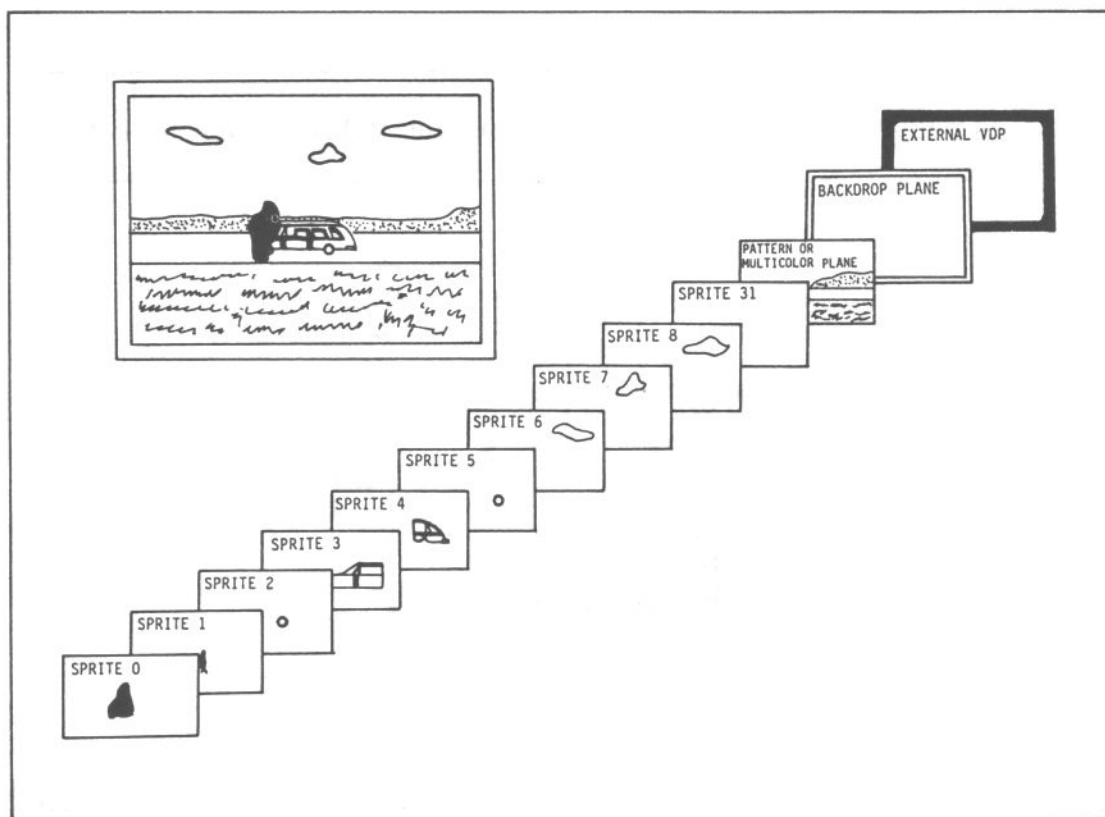 EXTERNAL VDP
BACKDROP PLANE
PATTERN OR
MULTICOLOR PLANE
SPRITE 31
SPRITE 8
SPRITE 7
SPRITE 6
SPRITE 5
SPRITE 4
SPRITE 3
SPRITE 2
SPRITE 1
SPRITE 0